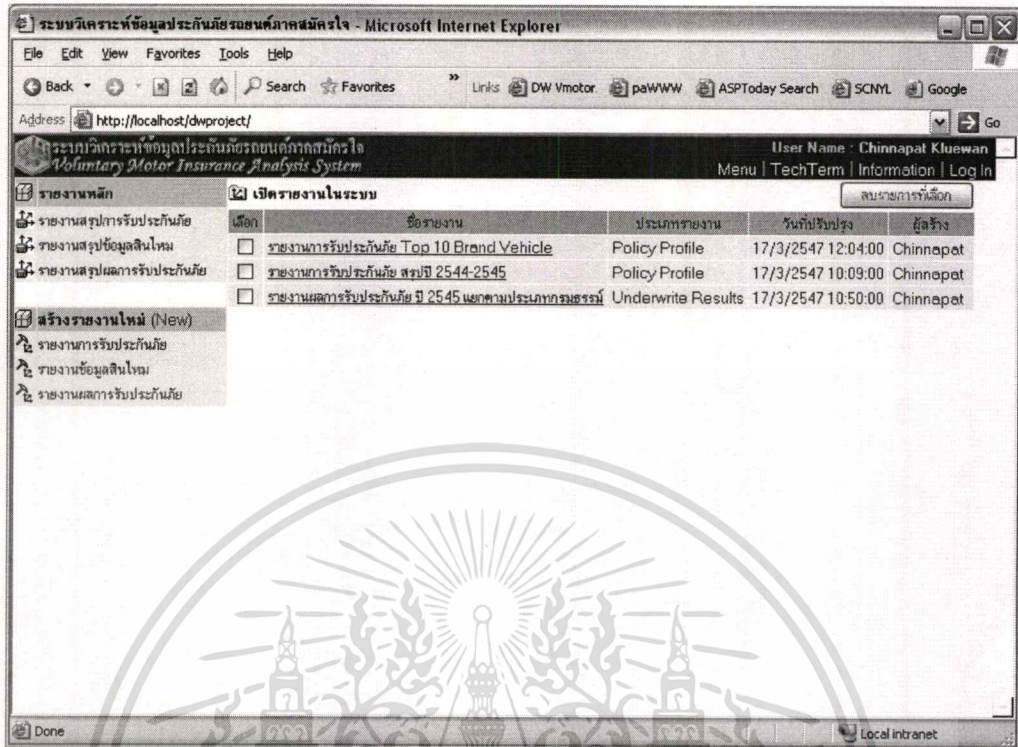 ระบบวิเคราะห์ข้อมูลประกันภัยรถยนต์ภาคสมัครใจ - Microsoft Internet Explorer
File Edit View Favorites Tools Help
Back Search Favorites » Links DW Vmotor paWWW ASPToday Search SCNYL Google
Address http://localhost/dwproject/ Go
ระบบวิเคราะห์ข้อมูลประกันภัยรถยนต์ภาคสมัครใจ User Name : Chinnapat Kluewan
Voluntary Motor Insurance Analysis System Menu | TechTerm | Information | Log In
รายงานหลัก เปิดรายงานในระบบ ลบรายการที่เลือก
รายงานสรุปการรับประกันภัย เลือก ชื่อรายงาน ประเภทรายงาน วันที่ปรับปรุง ผู้สร้าง
รายงานสรุปข้อมูลสินไหม รายงานการรับประกันภัย Top 10 Brand Vehicle Policy Profile 17/3/2547 12:04:00 Chinnapat
รายงานสรุปผลการรับประกันภัย รายงานการรับประกันภัย สรุปปี 2544-2545 Policy Profile 17/3/2547 10:09:00 Chinnapat
รายงานผลการรับประกันภัย ปี 2545 แยกตามประเภทกรมธรรม์ Underwrite Results 17/3/2547 10:50:00 Chinnapat
สร้างรายงานใหม่ (New)
รายงานการรับประกันภัย
รายงานข้อมูลสินไหม
รายงานผลการรับประกันภัย
Done Local intranet